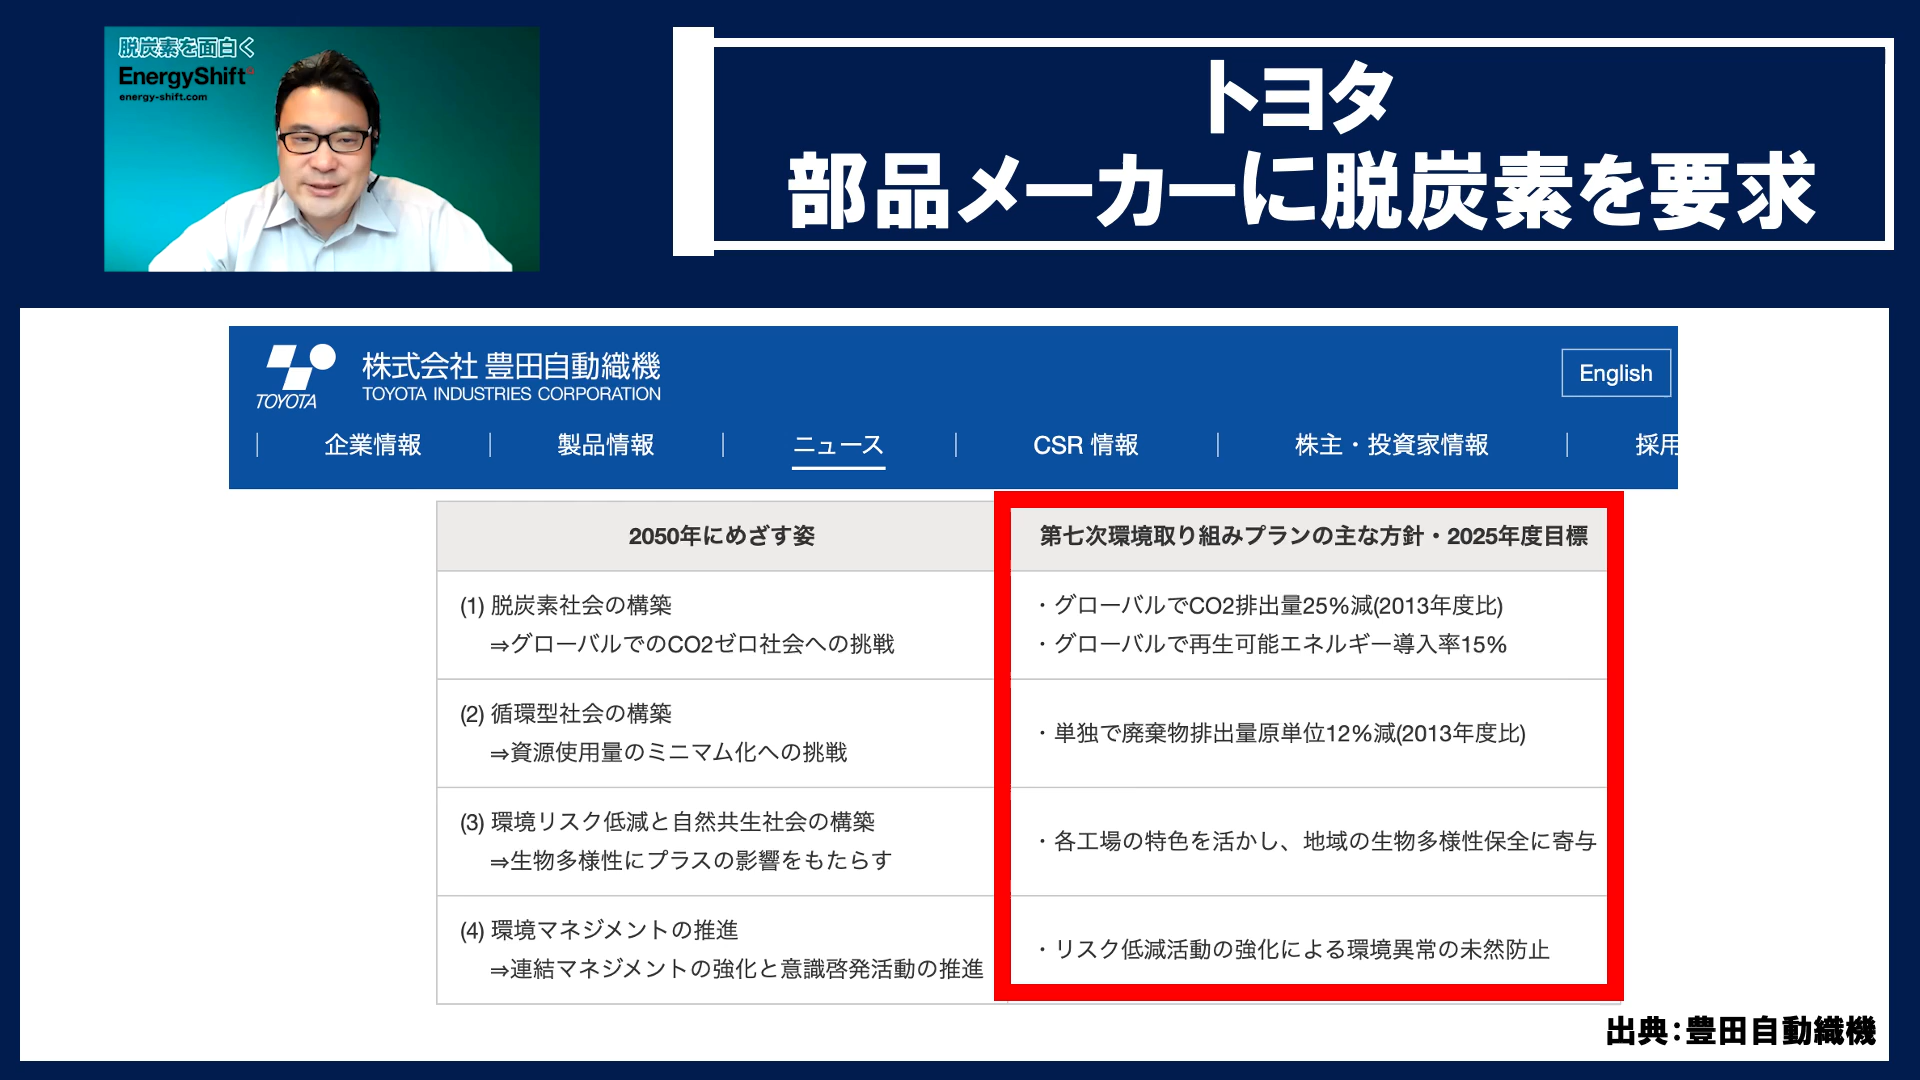 脱炭素を面白く
EnergyShift
energy-shift.com
トヨタ
部品メーカーに脱炭素を要求
TOYOTA
株式会社 豊田自動織機
TOYOTA INDUSTRIES CORPORATION
English
企業情報
製品情報
ニュース
CSR 情報
株主・投資家情報
採用
2050年にめざす姿
第七次環境取り組みプランの主な方針・2025年度目標
(1) 脱炭素社会の構築
⇒グローバルでのCO2ゼロ社会への挑戦
・グローバルでCO2排出量25%減(2013年度比)
・グローバルで再生可能エネルギー導入率15%
(2) 循環型社会の構築
⇒資源使用量のミニマム化への挑戦
・単独で廃棄物排出量原単位12%減(2013年度比)
(3) 環境リスク低減と自然共生社会の構築
⇒生物多様性にプラスの影響をもたらす
・各工場の特色を活かし、地域の生物多様性保全に寄与
(4) 環境マネジメントの推進
⇒連結マネジメントの強化と意識啓発活動の推進
・リスク低減活動の強化による環境異常の未然防止
出典:豊田自動織機